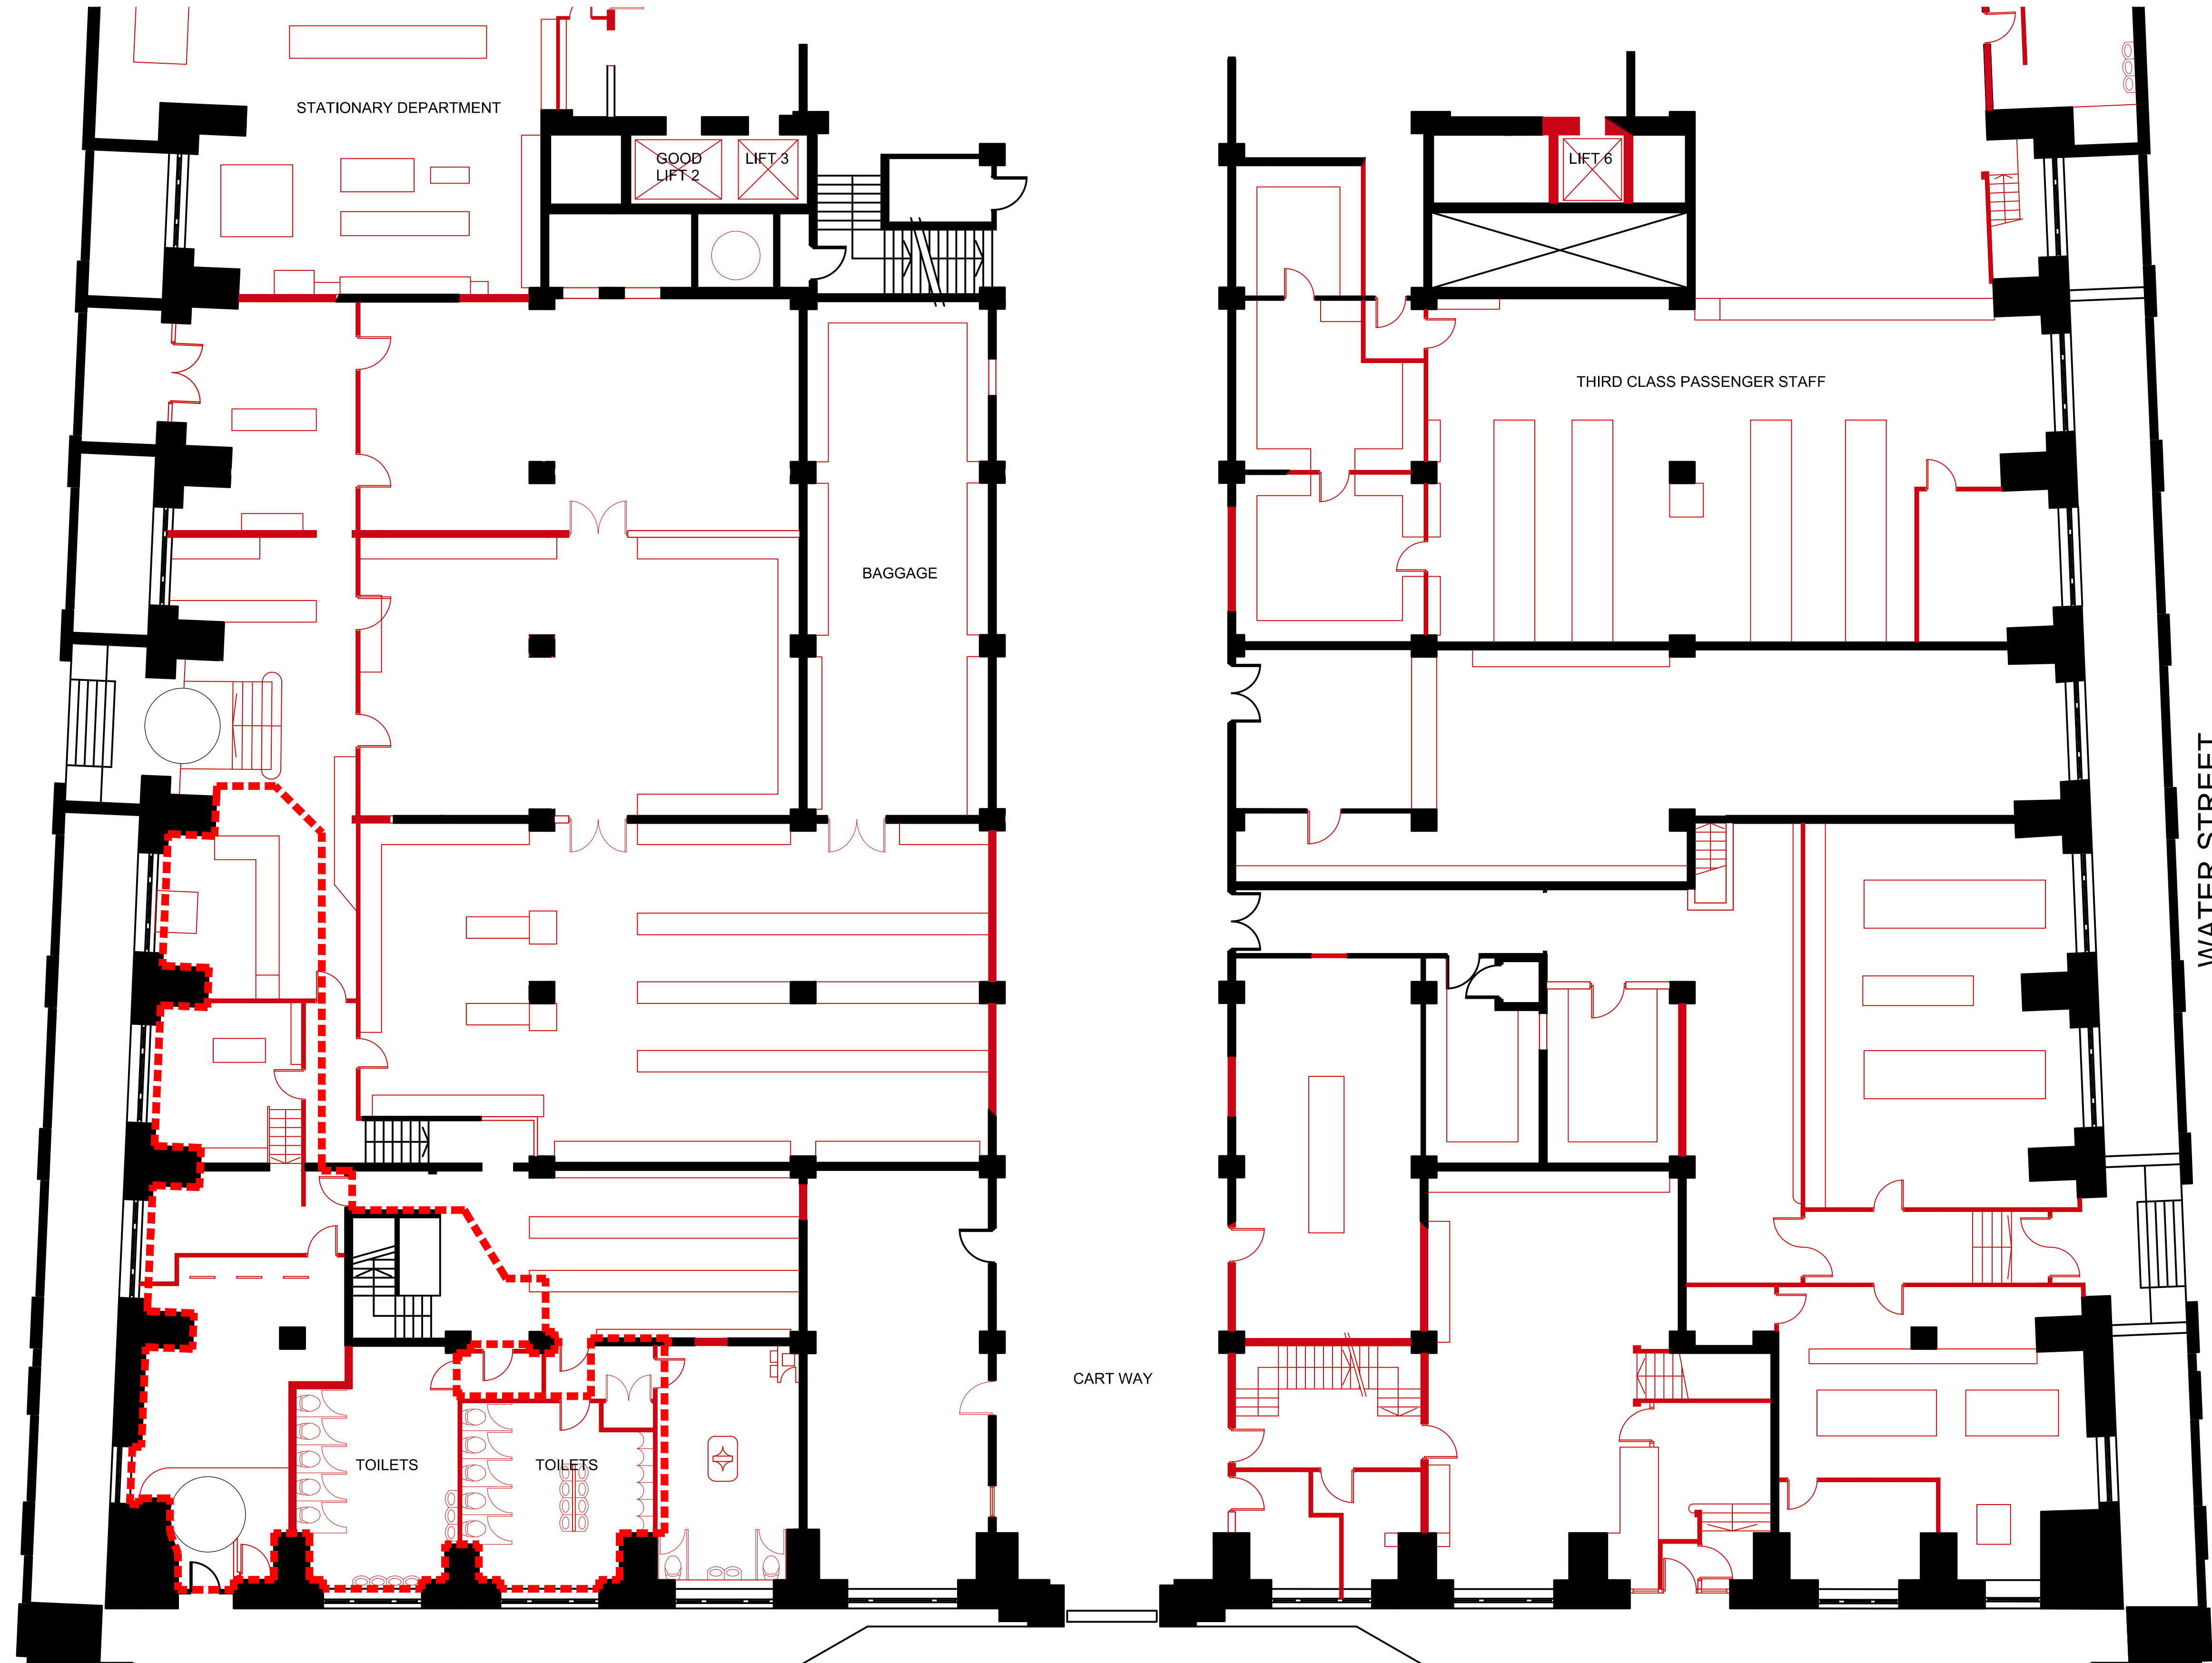 STATIONARY DEPARTMENT
GOOD
LIFT 2
LIFT 3
LIFT 6
THIRD CLASS PASSENGER STAFF
BAGGAGE
WATER STREET
CART WAY
TOILETS
TOILETS